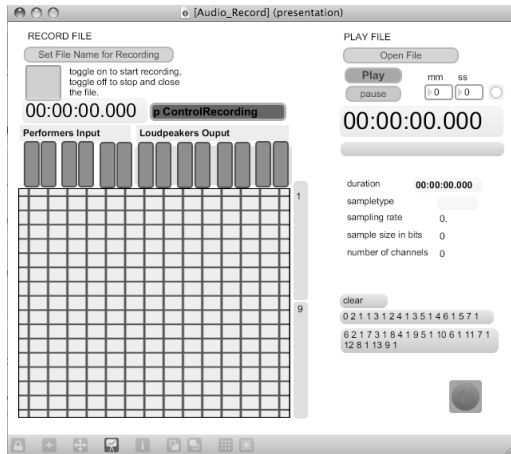 [Audio_Record] (presentation)
RECORD FILE
Set File Name for Recording
toggle on to start recording,
toggle off to stop and close
the file.
00:00:00.000
p ControlRecording
Performers Input
Loudpeakers Ouput
1
9
PLAY FILE
Open File
Play
pause
mm
ss
0
0
00:00:00.000
duration
00:00:00.000
sampletype
sampling rate
0.
sample size in bits
0
number of channels
0
clear
0 2 1 1 3 1 2 4 1 3 5 1 4 6 1 5 7 1
6 2 1 7 3 1 8 4 1 9 5 1 10 6 1 11 7 1
12 8 1 13 9 1